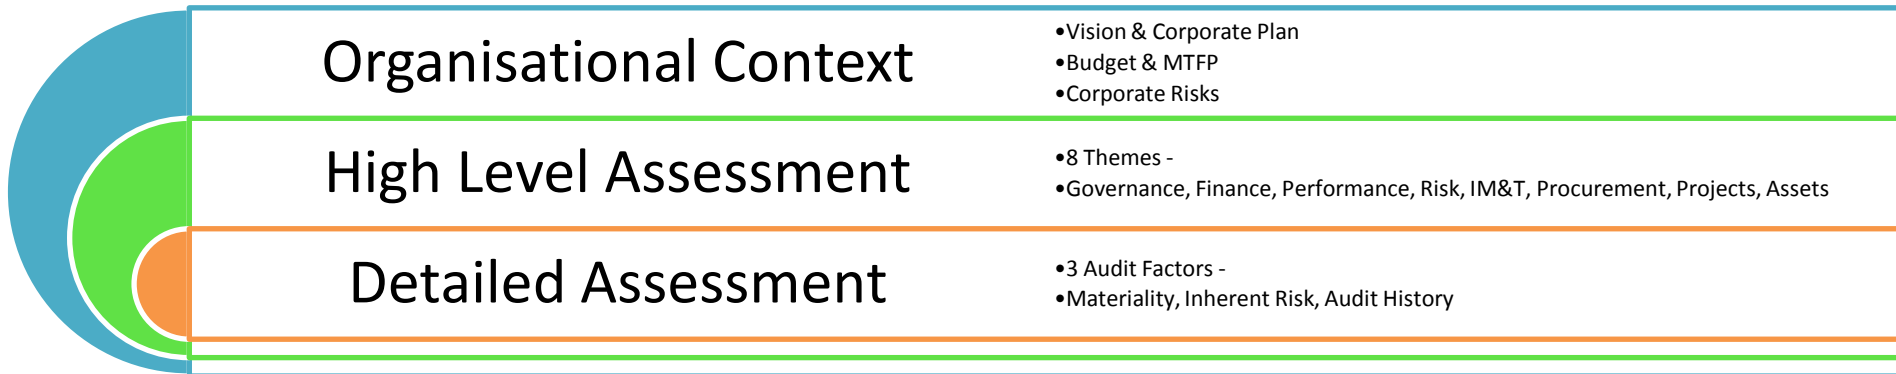 Organisational Context
•Vision & Corporate Plan
•Budget & MTFP
•Corporate Risks
High Level Assessment
•8 Themes -
•Governance, Finance, Performance, Risk, IM&T, Procurement, Projects, Assets
Detailed Assessment
•3 Audit Factors -
•Materiality, Inherent Risk, Audit History